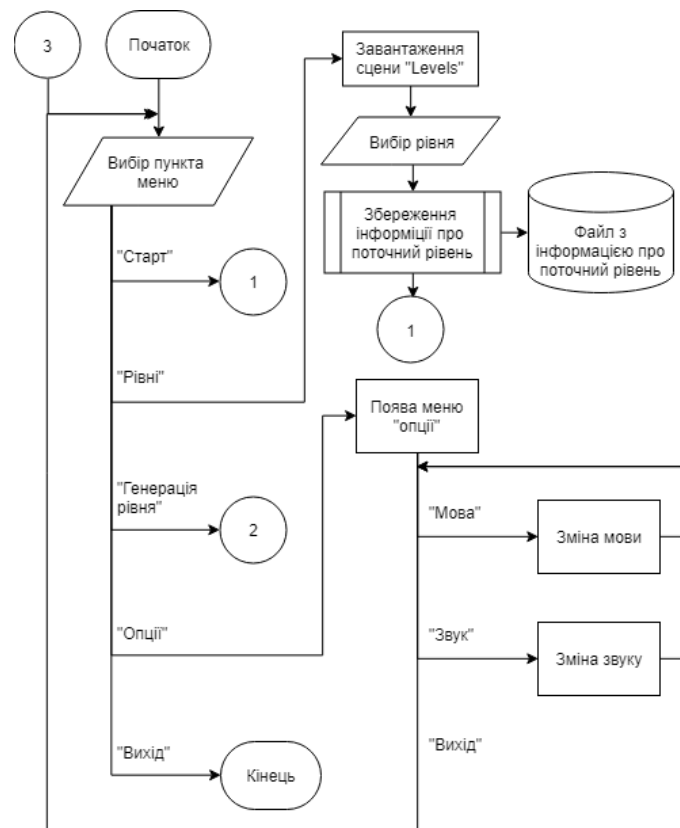 3
Початок
Вибір пункта
меню
"Старт"
1
"Рівні"
"Генерація
рівня"
2
"Опції"
"Вихід"
Кінець
Завантаження
сцени "Levels"
Вибір рівня
Збереження
інформіції про
поточний рівень
Файл з
інформацією про
поточний рівень
1
Поява меню
"опції"
"Мова"
Зміна мови
"Звук"
Зміна звуку
"Вихід"